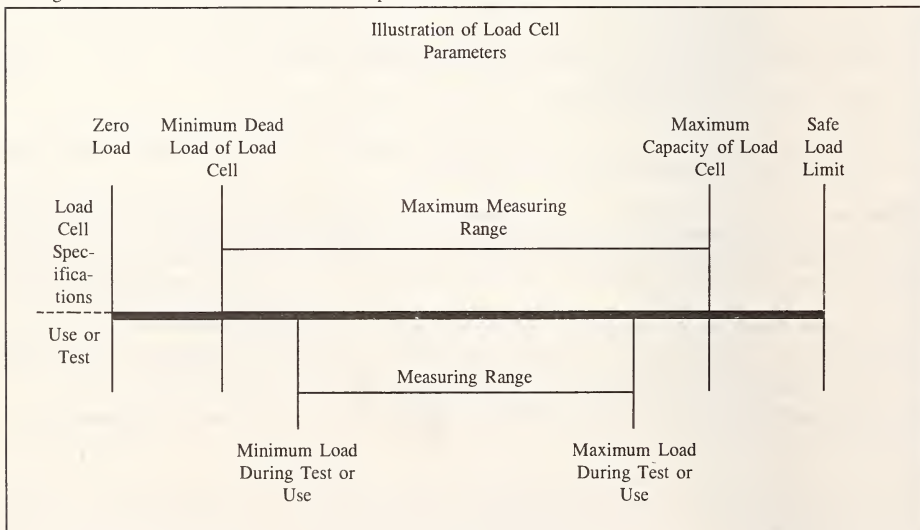 Illustration of Load Cell
Parameters
Zero
Load
Minimum Dead
Load of Load
Cell
Maximum
Capacity of Load
Cell
Safe
Load
Limit
Load
Cell
Spec-
ifica-
tions
Maximum Measuring
Range
Use or
Test
Measuring Range
Minimum Load
During Test or
Use
Maximum Load
During Test or
Use